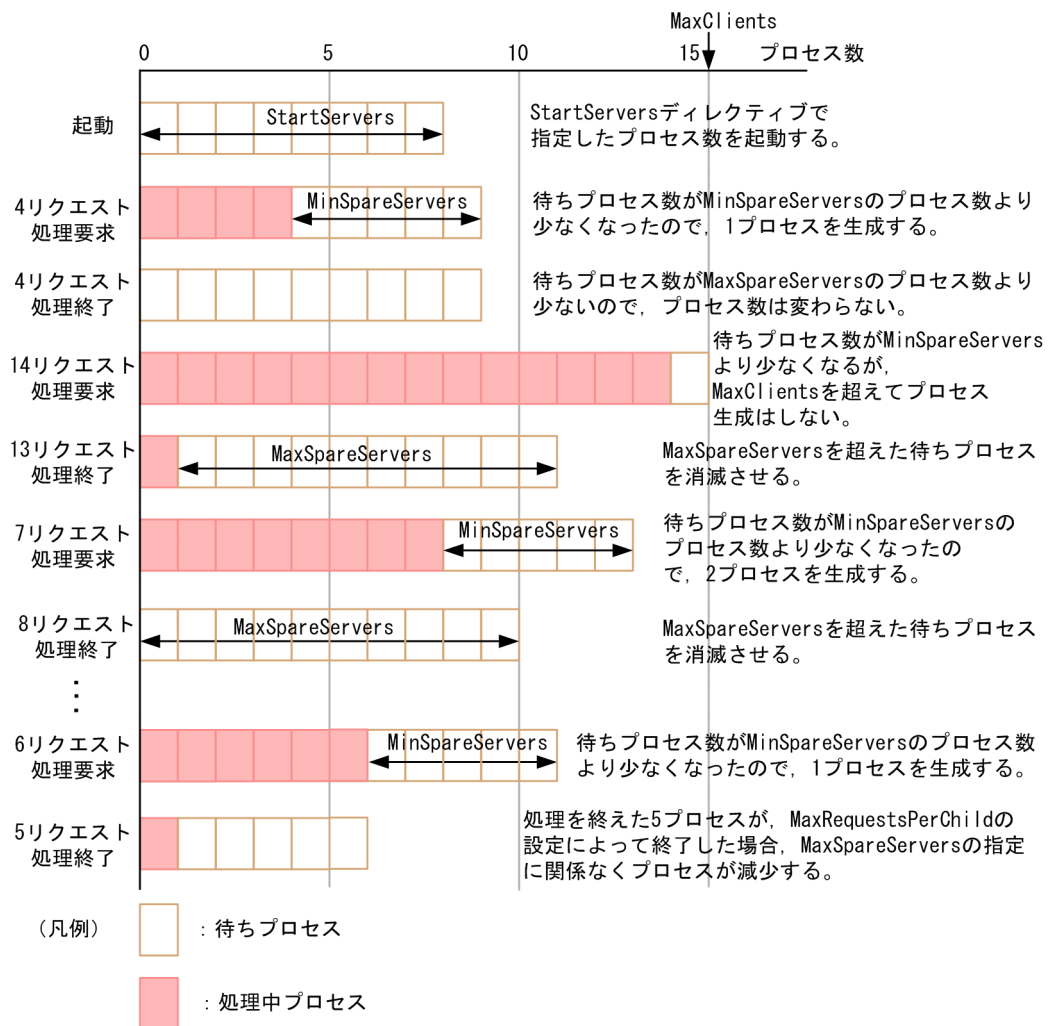 MaxClients
0 5 10 15 プロセス数
起動
StartServers
StartServersディレクティブで
指定したプロセス数を起動する。
4リクエスト
処理要求
MinSpareServers
待ちプロセス数がMinSpareServersのプロセス数より
少なくなったので，1プロセスを生成する。
4リクエスト
処理終了
待ちプロセス数がMaxSpareServersのプロセス数より
少ないので，プロセス数は変わらない。
14リクエスト
処理要求
待ちプロセス数がMinSpareServers
より少なくなるが，
MaxClientsを超えてプロセス
生成はしない。
13リクエスト
処理終了
MaxSpareServers
MaxSpareServersを超えた待ちプロセス
を消滅させる。
7リクエスト
処理要求
MinSpareServers
待ちプロセス数がMinSpareServersの
プロセス数より少なくなったの
で，2プロセスを生成する。
8リクエスト
処理終了
MaxSpareServers
MaxSpareServersを超えた待ちプロセス
を消滅させる。
⋮
6リクエスト
処理要求
MinSpareServers
待ちプロセス数がMinSpareServersのプロセス数
より少なくなったので，1プロセスを生成する。
5リクエスト
処理終了
処理を終えた5プロセスが，MaxRequestsPerChildの
設定によって終了した場合，MaxSpareServersの指定
に関係なくプロセスが減少する。
（凡例）
：待ちプロセス
：処理中プロセス